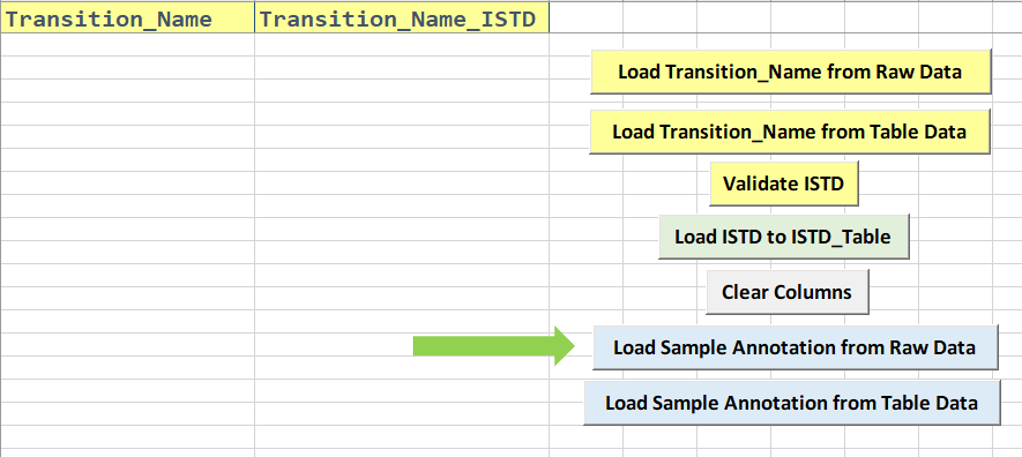 Transition_Name Transition_Name_ISTD
Load Transition_Name from Raw Data
Load Transition_Name from Table Data
Validate ISTD
Load ISTD to ISTD_Table
Clear Columns
Load Sample Annotation from Raw Data
Load Sample Annotation from Table Data